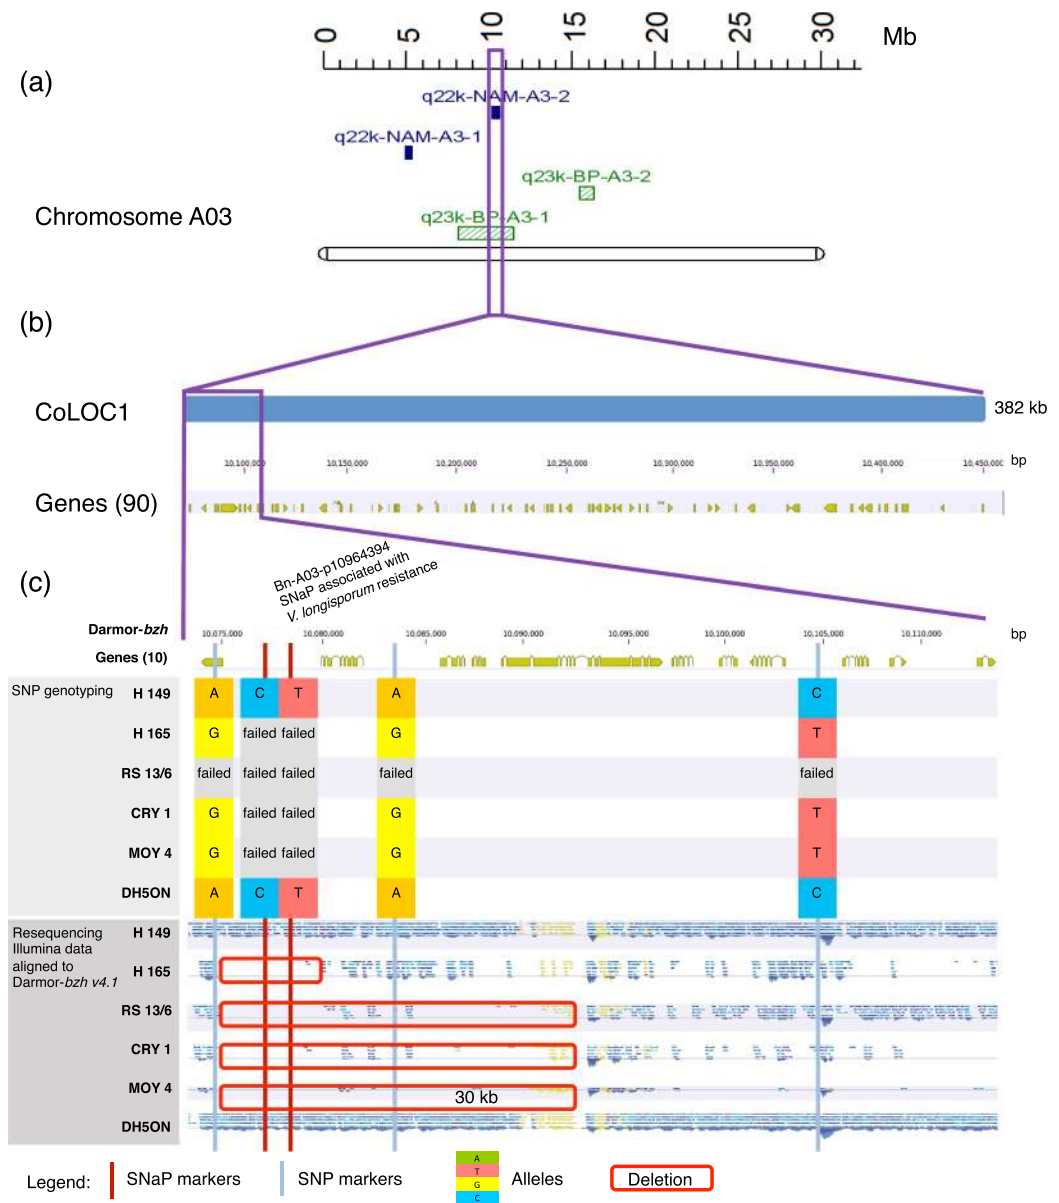 0 5 10 15 20 25 30 Mb
(a)
q22k-NAM-A3-2
q22k-NAM-A3-1
q23k-BP-A3-2
Chromosome A03
q23k-BP-A3-1
(b)
CoLOC1
382 kb
10,100,000 10,150,000 10,200,000 10,250,000 10,300,000 10,350,000 10,400,000 10,450,000 bp
Genes (90)
(c)
Bn-A03-p10964394
SNaP associated with
V. longisporum resistance
Darmor-bzh
10,075,000 10,080,000 10,085,000 10,090,000 10,095,000 10,100,000 10,105,000 10,110,000 bp
Genes (10)
SNP genotyping
H 149 A C T A C
H 165 G failed failed G T
RS 13/6 failed failed failed failed failed
CRY 1 G failed failed G T
MOY 4 G failed failed G T
DH5ON A C T A C
Resequencing
Illumina data
aligned to
Darmor-bzh v4.1
H 149
H 165
RS 13/6
CRY 1
MOY 4
30 kb
DH5ON
Legend:
SNaP markers
SNP markers
A
T
G
C
Alleles
Deletion